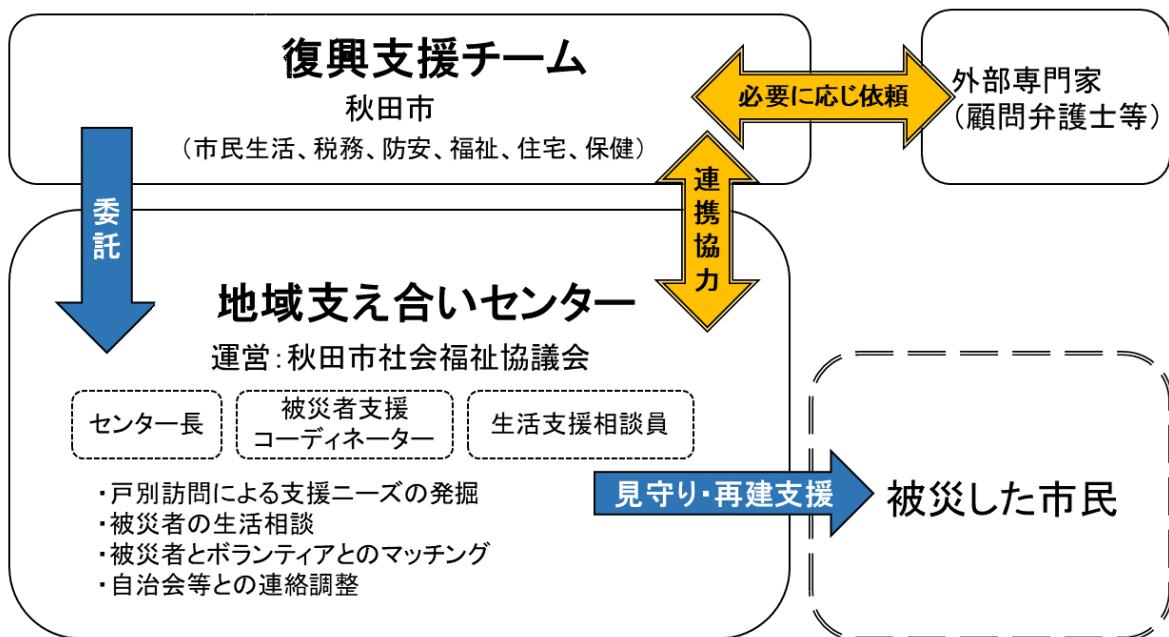 復興支援チーム
秋田市
（市民生活、税務、防安、福祉、住宅、保健）
必要に応じ依頼
外部専門家
（顧問弁護士等）
委託
連携協力
地域支え合いセンター
運営：秋田市社会福祉協議会
センター長
被災者支援
コーディネーター
生活支援相談員
・戸別訪問による支援ニーズの発掘
・被災者の生活相談
・被災者とボランティアとのマッチング
・自治会等との連絡調整
見守り・再建支援
被災した市民